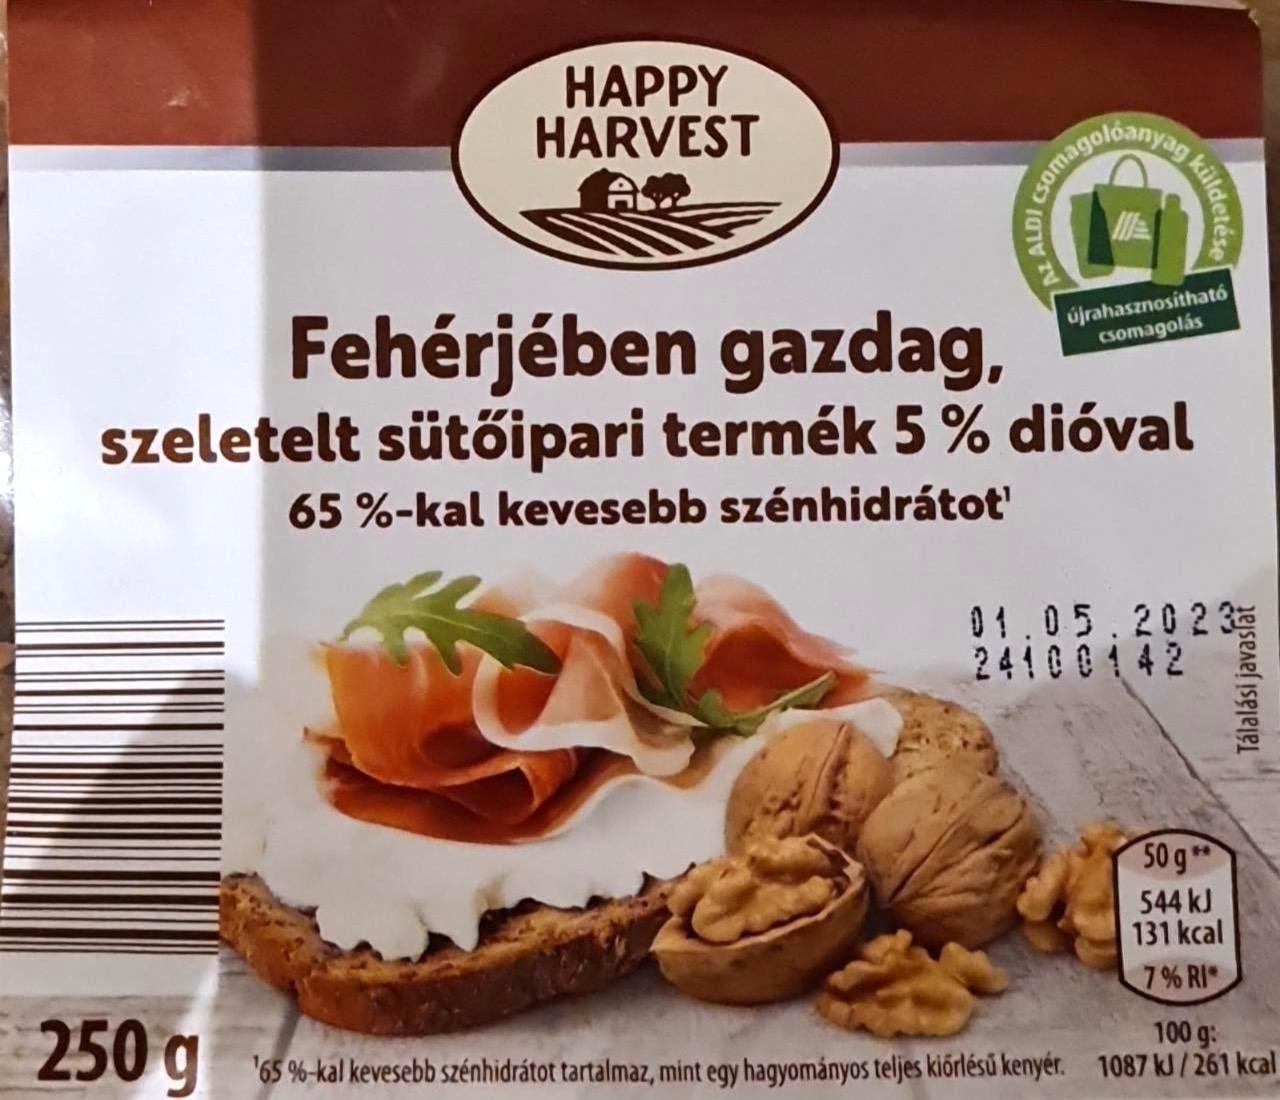 HAPPY
HARVEST
AZ ALDI csomagolóanyag küldetése
újrahasznosítható
csomagolás
Fehérjében gazdag,
szeletelt sütőipari termék 5 % dióval
65 %-kal kevesebb szénhidrátot¹
01.05.2023
24100142
Tálalási javaslat
50 g**
544 kJ
131 kcal
7 % RI*
100 g:
1087 kJ / 261 kcal
250 g
¹65 %-kal kevesebb szénhidrátot tartalmaz, mint egy hagyományos teljes kiőrlésű kenyér.